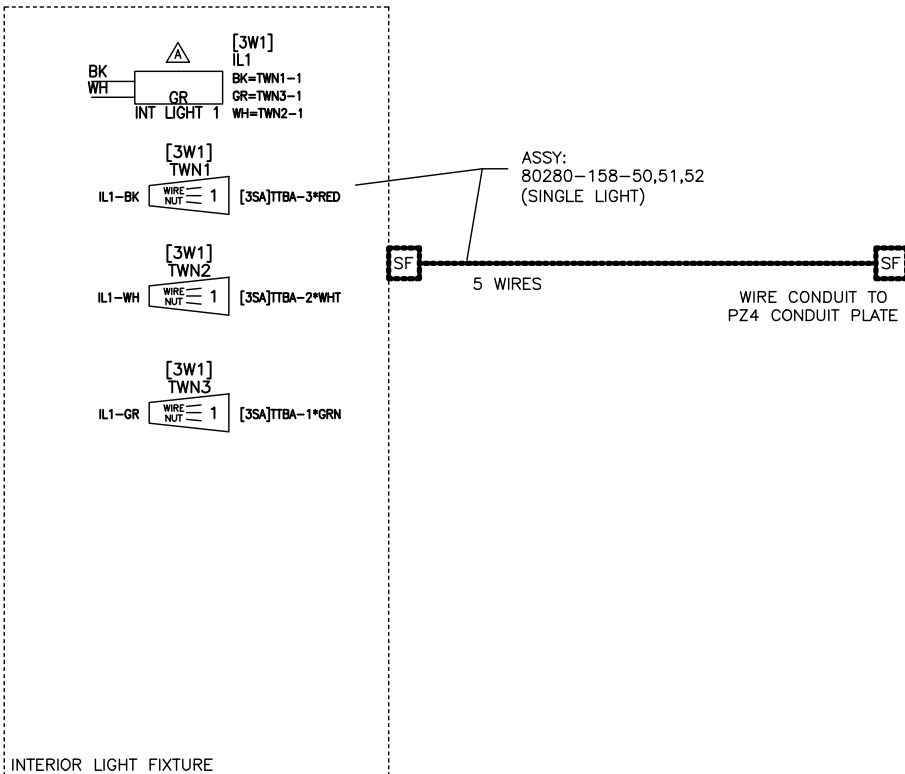 [3W1]
IL1
A
BK
WH
GR
INT LIGHT 1
BK=TWN1-1
GR=TWN3-1
WH=TWN2-1
[3W1]
TWN1
IL1-BK
WIRE
NUT
1
[3SA]TTBA-3*RED
[3W1]
TWN2
IL1-WH
WIRE
NUT
1
[3SA]TTBA-2*WHT
[3W1]
TWN3
IL1-GR
WIRE
NUT
1
[3SA]TTBA-1*GRN
INTERIOR LIGHT FIXTURE
ASSY:
80280-158-50,51,52
(SINGLE LIGHT)
SF
5 WIRES
SF
WIRE CONDUIT TO
PZ4 CONDUIT PLATE